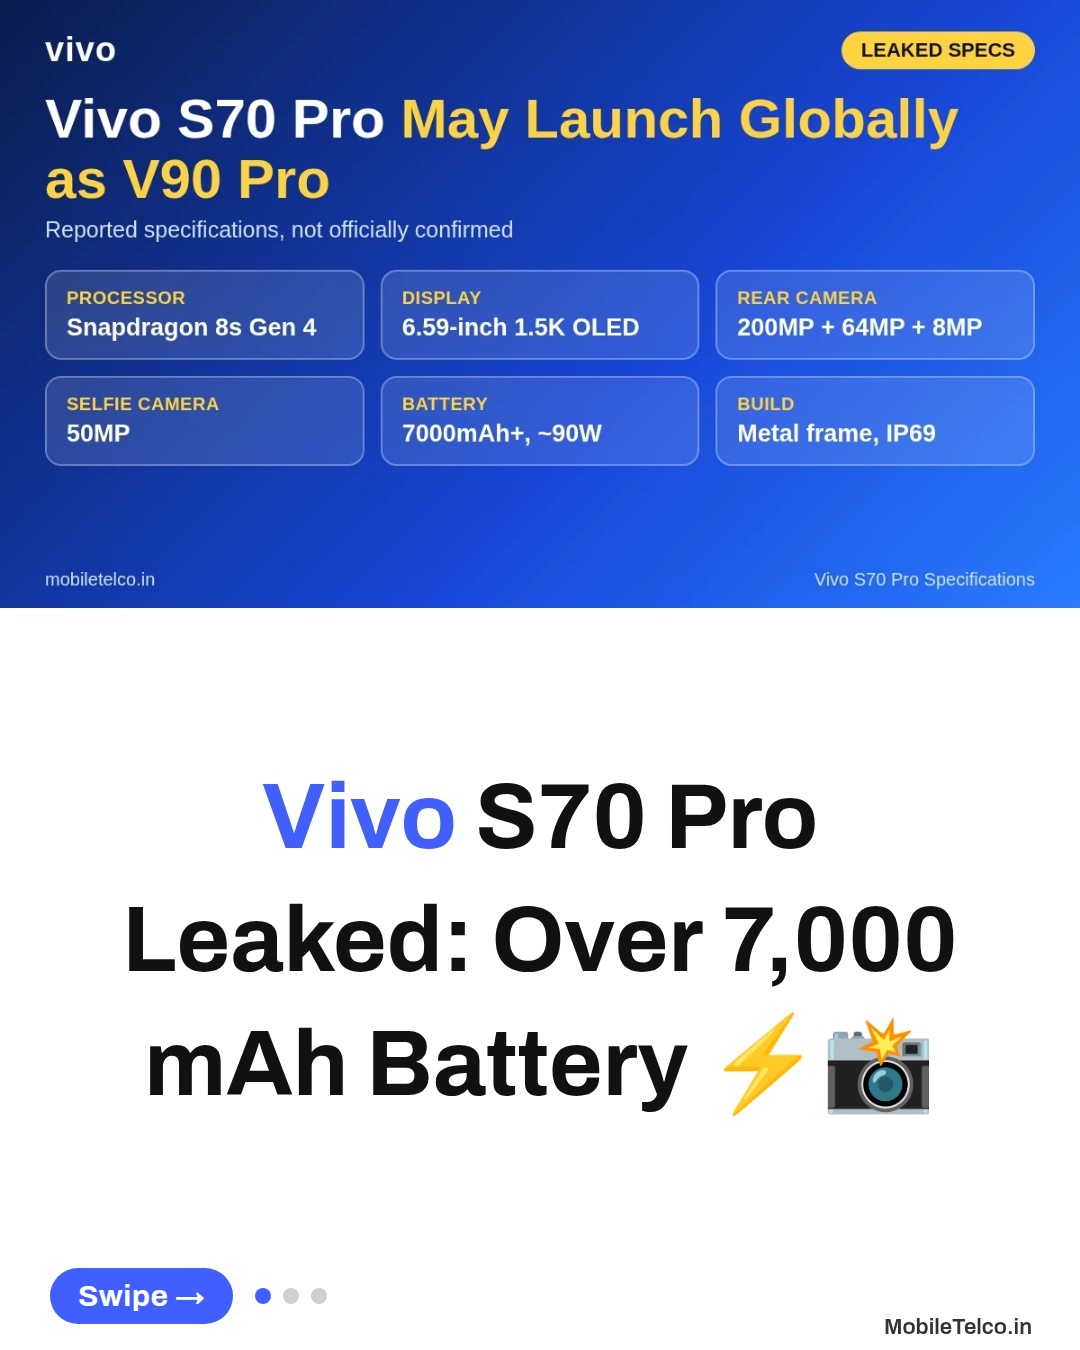 vivo
LEAKED SPECS
Vivo S70 Pro May Launch Globally
as V90 Pro
Reported specifications, not officially confirmed
PROCESSOR
Snapdragon 8s Gen 4
DISPLAY
6.59-inch 1.5K OLED
REAR CAMERA
200MP + 64MP + 8MP
SELFIE CAMERA
50MP
BATTERY
7000mAh+, ~90W
BUILD
Metal frame, IP69
mobiletelco.in
Vivo S70 Pro Specifications
Vivo S70 Pro
Leaked: Over 7,000
mAh Battery ⚡📸
Swipe →
MobileTelco.in